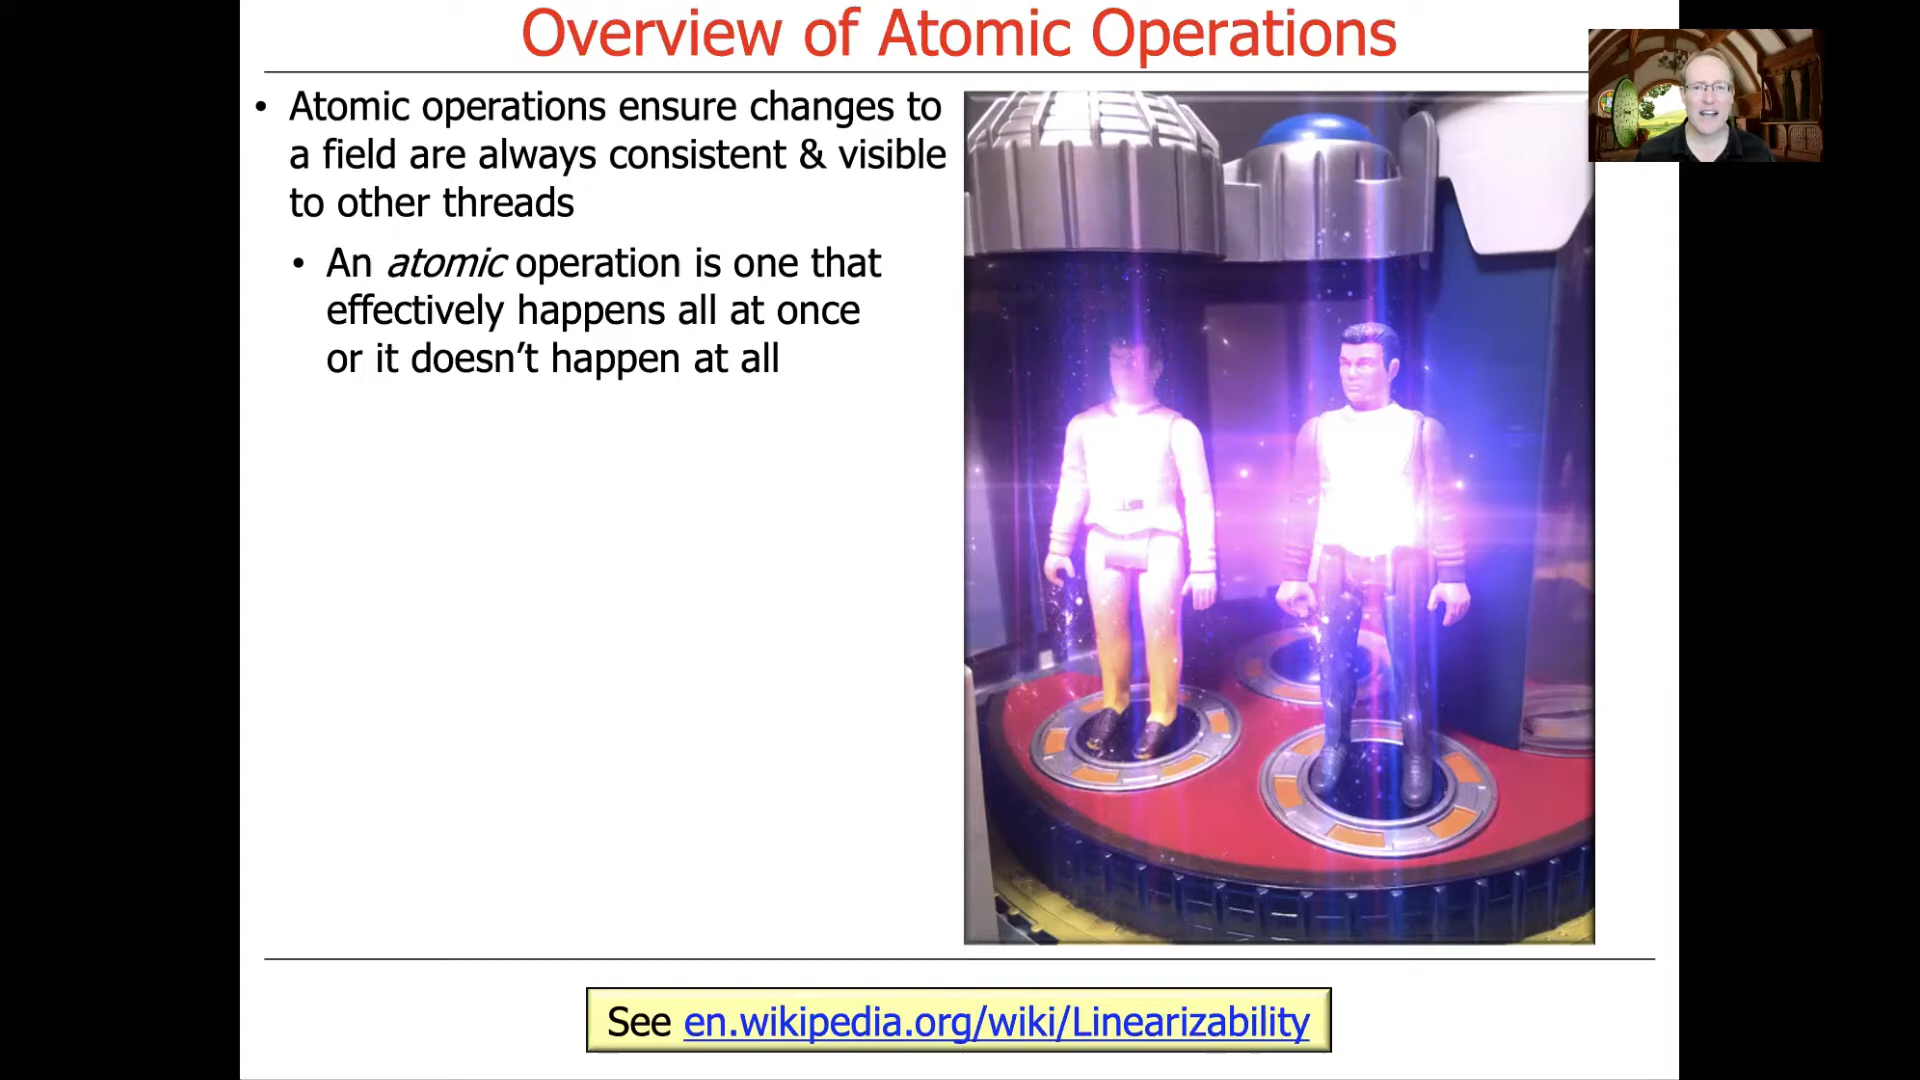 Overview of Atomic Operations
• Atomic operations ensure changes to
a field are always consistent & visible
to other threads
• An atomic operation is one that
effectively happens all at once
or it doesn’t happen at all
See en.wikipedia.org/wiki/Linearizability